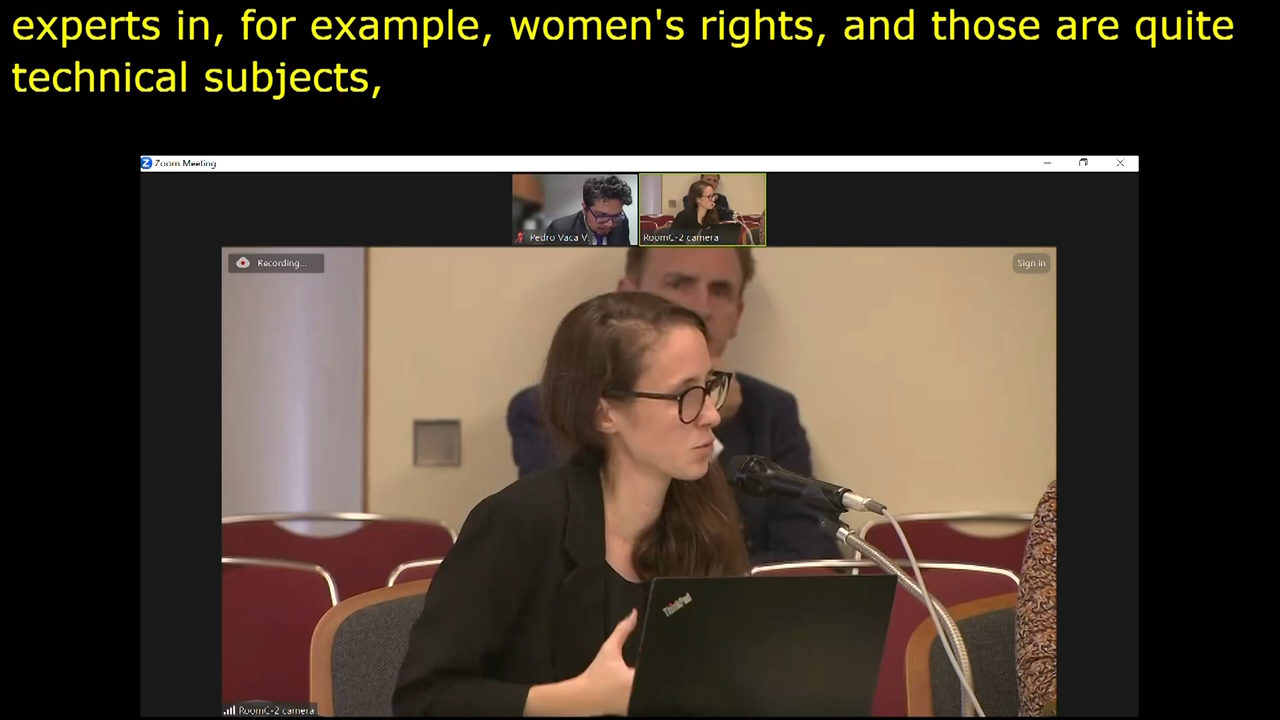 experts in, for example, women's rights, and those are quite
technical subjects,
Zoom Meeting
Pedro Vaca V.
RoomC-2 camera
Recording...
Sign in
ThinkPad
RoomC-2 camera